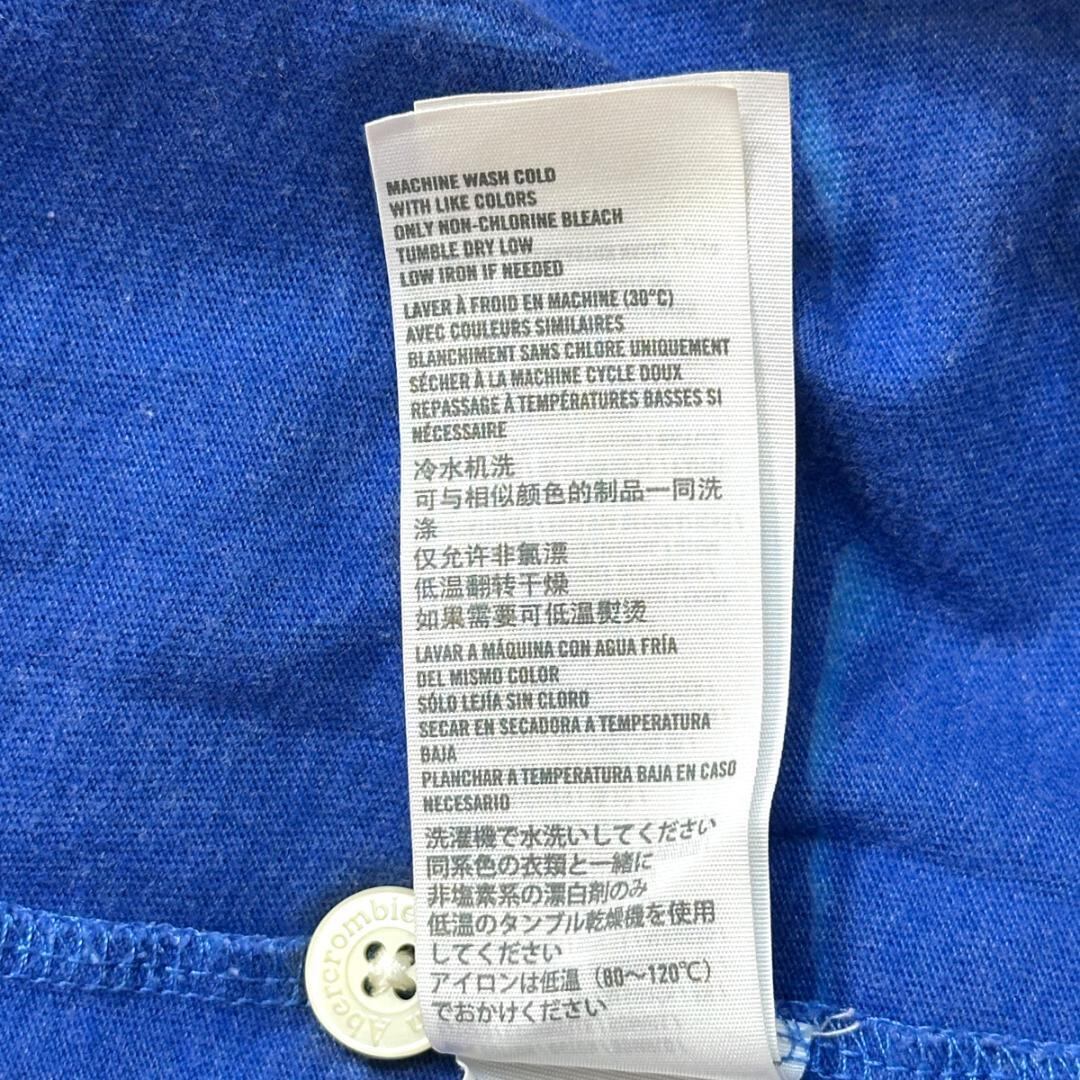 MACHINE WASH COLD
WITH LIKE COLORS
ONLY NON-CHLORINE BLEACH
TUMBLE DRY LOW
LOW IRON IF NEEDED
LAVER À FROID EN MACHINE (30°C)
AVEC COULEURS SIMILAIRES
BLANCHIMENT SANS CHLORE UNIQUEMENT
SÉCHER À LA MACHINE CYCLE DOUX
REPASSAGE À TEMPÉRATURES BASSES SI
NÉCESSAIRE
冷水机洗
可与相似颜色的制品一同洗
涤
仅允许非氯漂
低温翻转干燥
如果需要可低温熨烫
LAVAR A MÁQUINA CON AGUA FRÍA
DEL MISMO COLOR
SÓLO LEJÍA SIN CLORO
SECAR EN SECADORA A TEMPERATURA
BAJA
PLANCHAR A TEMPERATURA BAJA EN CASO
NECESARIO
洗濯機で水洗いしてください
同系色の衣類と一緒に
非塩素系の漂白剤のみ
低温のタンブル乾燥機を使用
してください
アイロンは低温（80～120℃）
でおかけください
Abercrombie